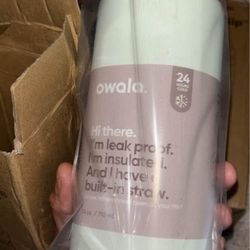 owala.
24
Hi there.
I'm leak proof.
I'm insulated.
And I have a
built-in straw.